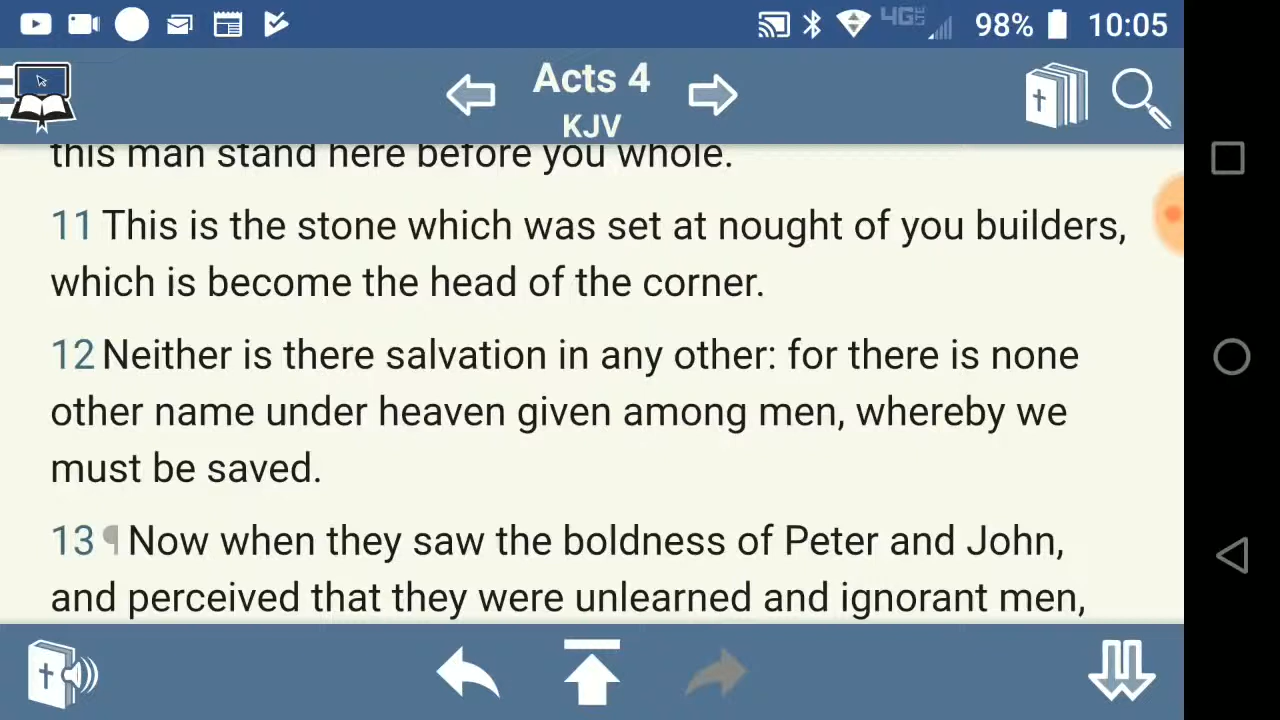 4G LTE 98% 10:05
Acts 4
KJV
this man stand here before you whole.
11 This is the stone which was set at nought of you builders,
which is become the head of the corner.
12 Neither is there salvation in any other: for there is none
other name under heaven given among men, whereby we
must be saved.
13 ¶ Now when they saw the boldness of Peter and John,
and perceived that they were unlearned and ignorant men,